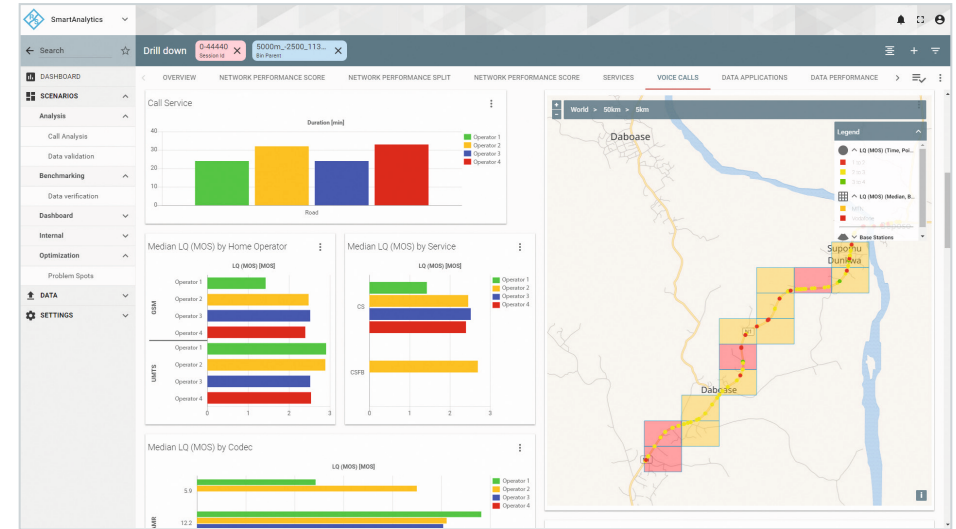 SmartAnalytics
Search
Drill down
0-44440
Session Id
5000m_-2500_113...
Bin Parent
DASHBOARD
SCENARIOS
Analysis
Call Analysis
Data validation
Benchmarking
Data verification
Dashboard
Internal
Optimization
Problem Spots
DATA
SETTINGS
OVERVIEW
NETWORK PERFORMANCE SCORE
NETWORK PERFORMANCE SPLIT
NETWORK PERFORMANCE SCORE
SERVICES
VOICE CALLS
DATA APPLICATIONS
DATA PERFORMANCE
Call Service
Duration [min]
40
30
20
10
0
Road
Operator 1
Operator 2
Operator 3
Operator 4
Median LQ (MOS) by Home Operator
LQ (MOS) [MOS]
GSM
Operator 1
Operator 2
Operator 3
Operator 4
UMTS
Operator 1
Operator 2
Operator 3
Operator 4
0 1 2 3
Median LQ (MOS) by Service
LQ (MOS) [MOS]
CS
CSFB
0 1 2 3
Operator 1
Operator 2
Operator 3
Operator 4
Median LQ (MOS) by Codec
LQ (MOS) [MOS]
5.9
12.2
AMR
Operator 1
Operator 2
Operator 3
Operator 4
World > 50km > 5km
Daboase
Legend
LQ (MOS) (Time, Pol...
LQ (MOS) (Median, B...
Base Stations
Supomu
Dunkwa
Daboase